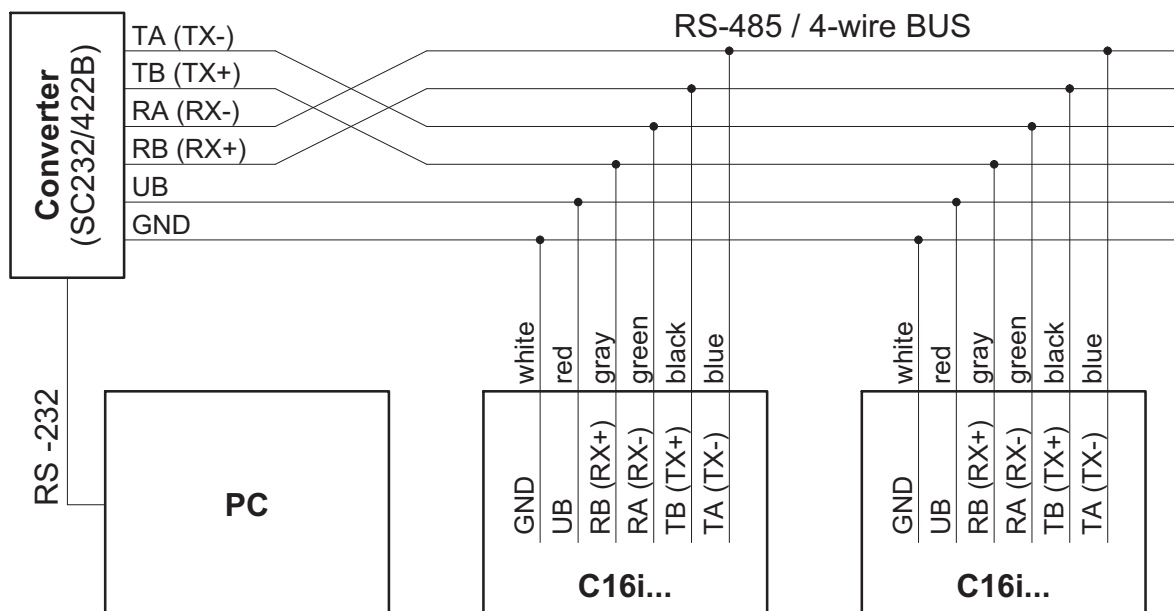 RS-485 / 4-wire BUS
Converter
(SC232/422B)
TA (TX-)
TB (TX+)
RA (RX-)
RB (RX+)
UB
GND
RS -232
PC
white
red
gray
green
black
blue
GND
UB
RB (RX+)
RA (RX-)
TB (TX+)
TA (TX-)
C16i...
white
red
gray
green
black
blue
GND
UB
RB (RX+)
RA (RX-)
TB (TX+)
TA (TX-)
C16i...